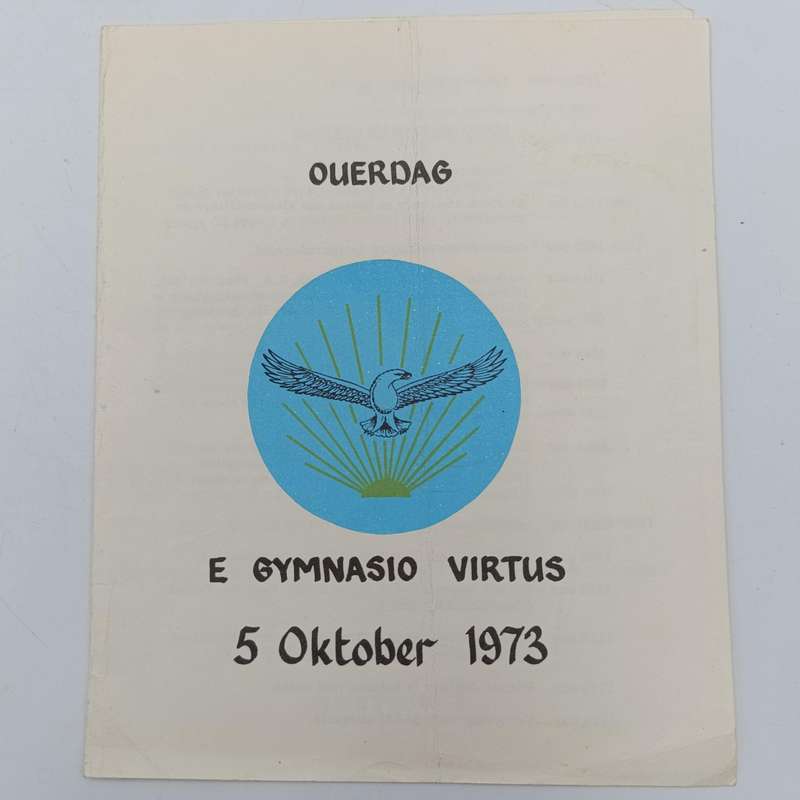 OUERDAG
E GYMNASIO VIRTUS
5 Oktober 1973